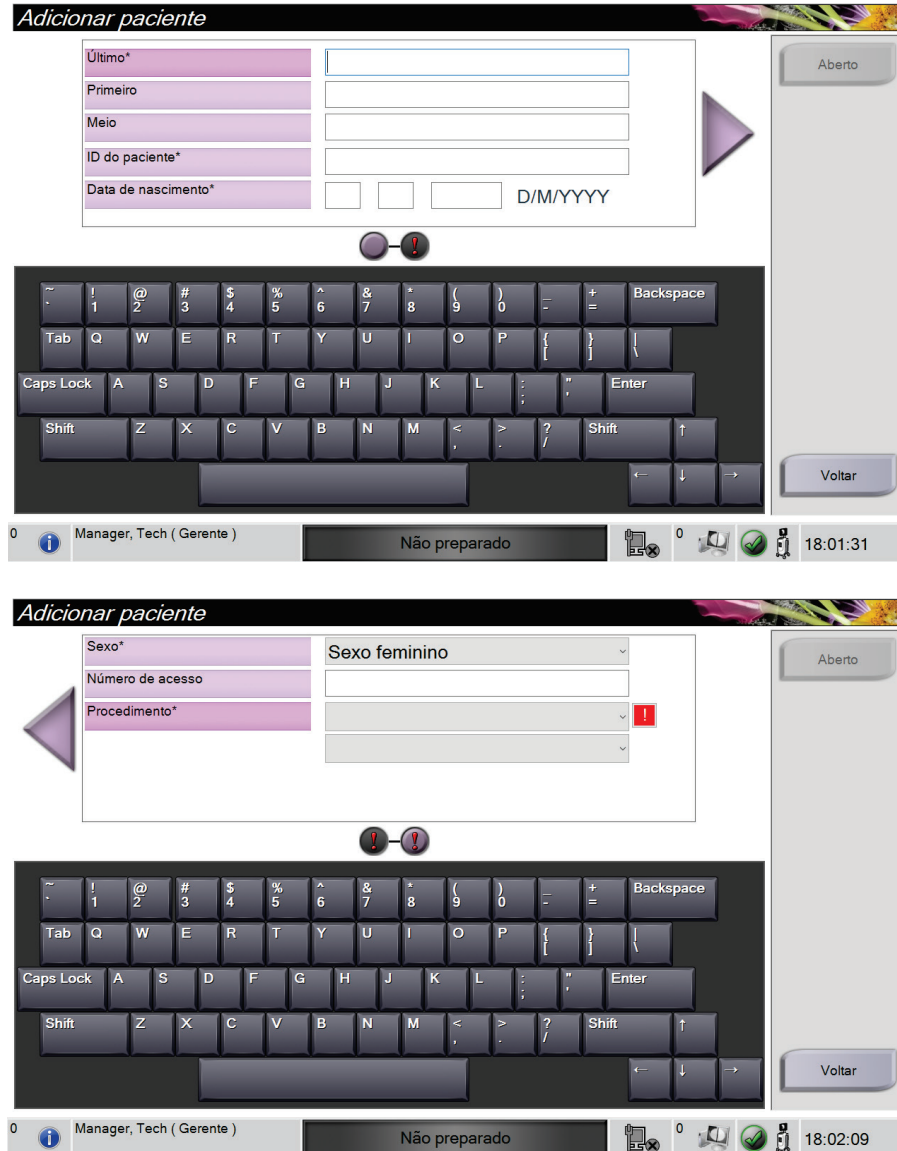 Adicionar paciente
Último*
Primeiro
Meio
ID do paciente*
Data de nascimento*
D/M/YYYY
Aberto
~ ! @ # $ % ^ & * ( ) _ + Backspace
` 1 2 3 4 5 6 7 8 9 0 - =
Tab Q W E R T Y U I O P { } |
[ ] \
Caps Lock A S D F G H J K L : " Enter
; '
Shift Z X C V B N M < > ? Shift ↑
, . /
← ↓ →
Voltar
0 Manager, Tech ( Gerente ) Não preparado 0 18:01:31
Adicionar paciente
Sexo* Sexo feminino
Número de acesso
Procedimento* !
Aberto
~ ! @ # $ % ^ & * ( ) _ + Backspace
` 1 2 3 4 5 6 7 8 9 0 - =
Tab Q W E R T Y U I O P { } |
[ ] \
Caps Lock A S D F G H J K L : " Enter
; '
Shift Z X C V B N M < > ? Shift ↑
, . /
← ↓ →
Voltar
0 Manager, Tech ( Gerente ) Não preparado 0 18:02:09